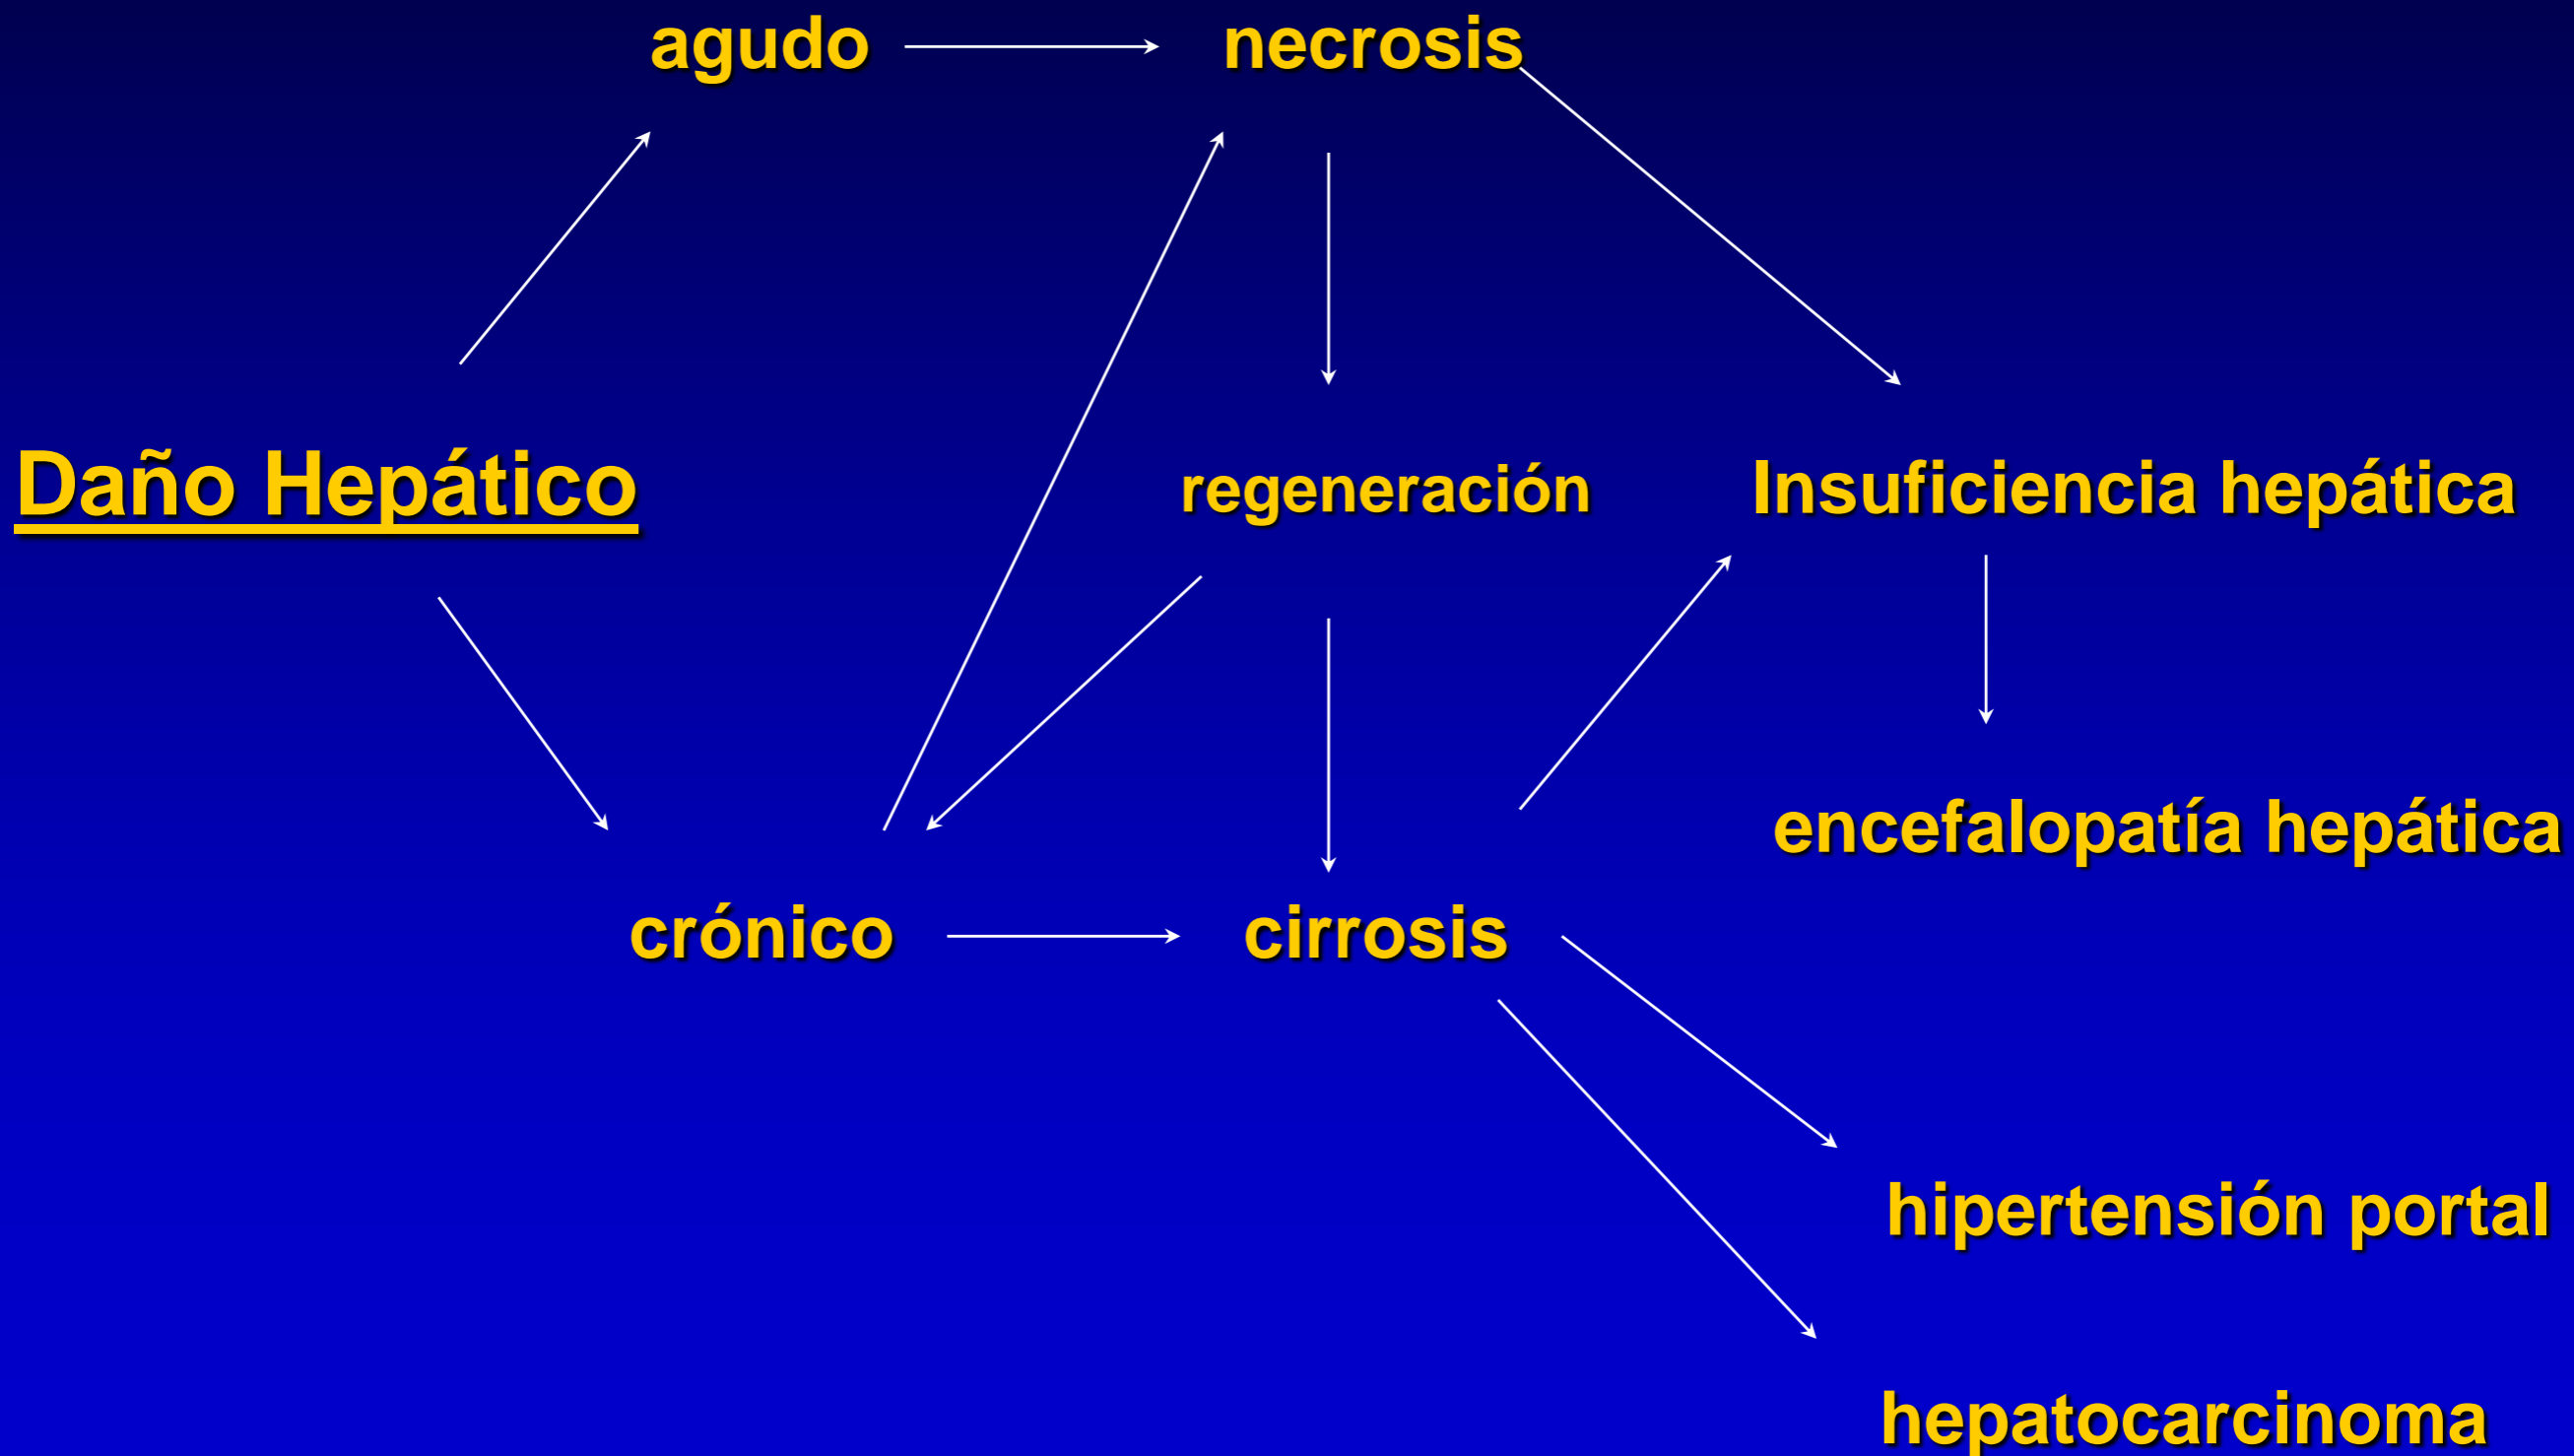 agudo necrosis
Daño Hepático regeneración Insuficiencia hepática
encefalopatía hepática
crónico cirrosis
hipertensión portal
hepatocarcinoma